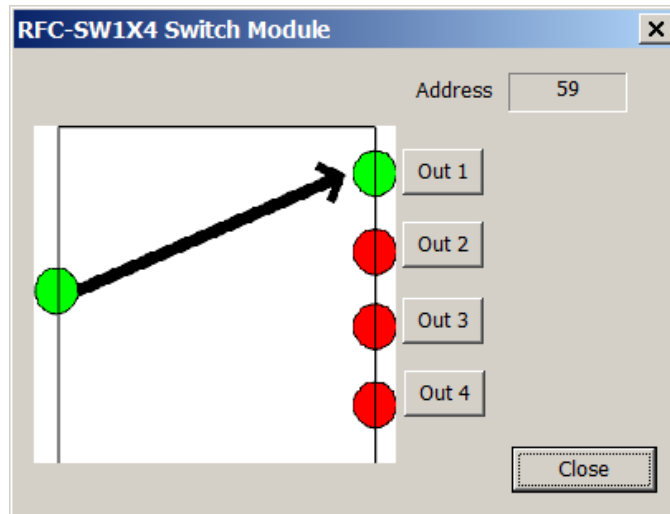 RFC-SW1X4 Switch Module
Address 59
Out 1
Out 2
Out 3
Out 4
Close